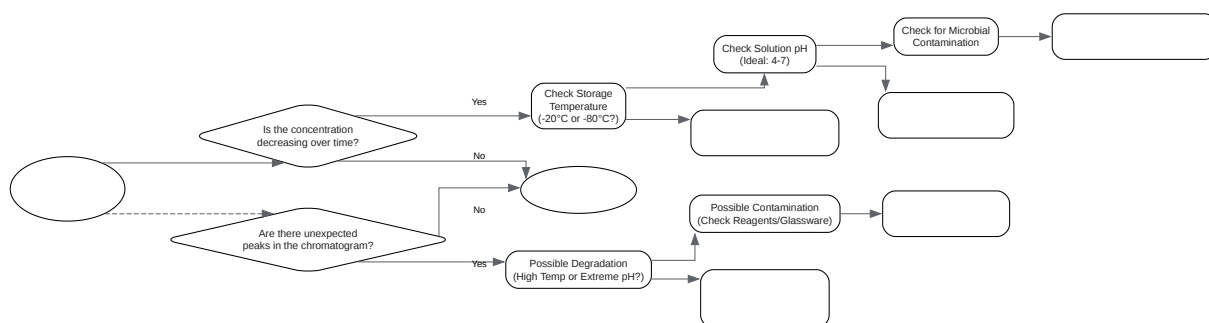 Check for Microbial
Contamination
Check Solution pH
(Ideal: 4-7)
Check Storage
Temperature
(-20°C or -80°C?)
Yes
Is the concentration
decreasing over time?
No
No
Possible Contamination
(Check Reagents/Glassware)
Are there unexpected
peaks in the chromatogram?
Yes
Possible Degradation
(High Temp or Extreme pH?)